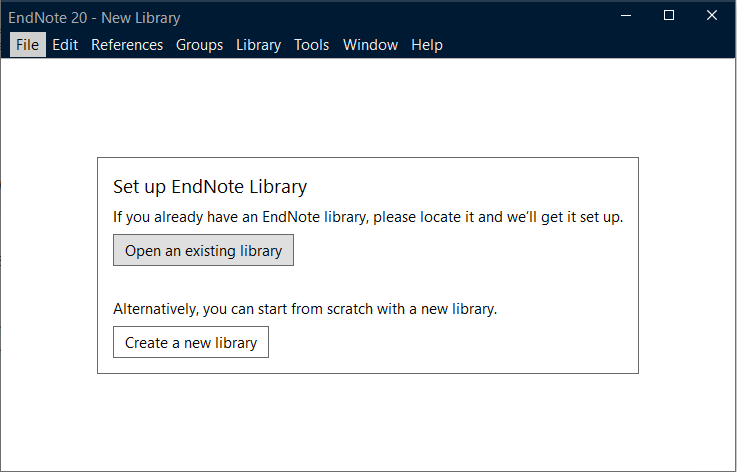 EndNote 20 - New Library
File Edit References Groups Library Tools Window Help
Set up EndNote Library
If you already have an EndNote library, please locate it and we'll get it set up.
Open an existing library
Alternatively, you can start from scratch with a new library.
Create a new library